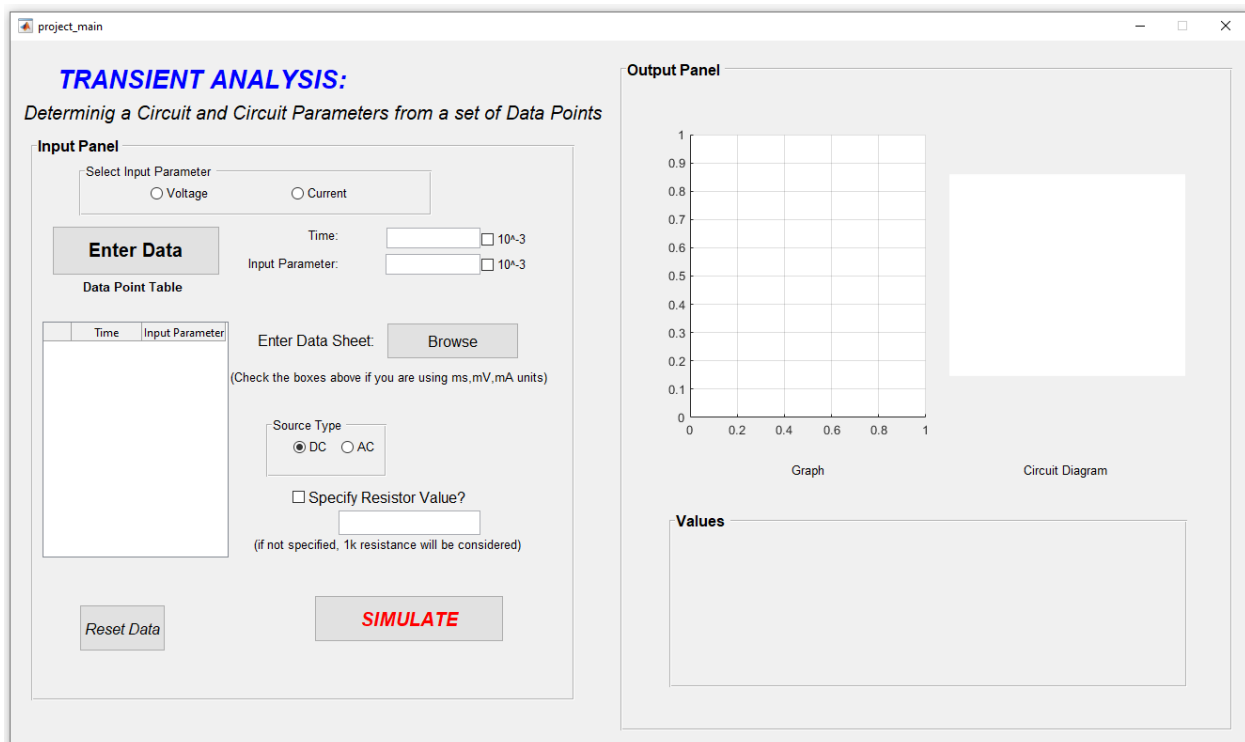 project_main
TRANSIENT ANALYSIS:
Determinig a Circuit and Circuit Parameters from a set of Data Points
Input Panel
Select Input Parameter
Voltage Current
Enter Data
Time: 10^-3
Input Parameter: 10^-3
Data Point Table
Time Input Parameter
Enter Data Sheet: Browse
(Check the boxes above if you are using ms,mV,mA units)
Source Type
DC AC
Specify Resistor Value?
(if not specified, 1k resistance will be considered)
Reset Data
SIMULATE
Output Panel
1
0.9
0.8
0.7
0.6
0.5
0.4
0.3
0.2
0.1
0
0 0.2 0.4 0.6 0.8 1
Graph
Circuit Diagram
Values